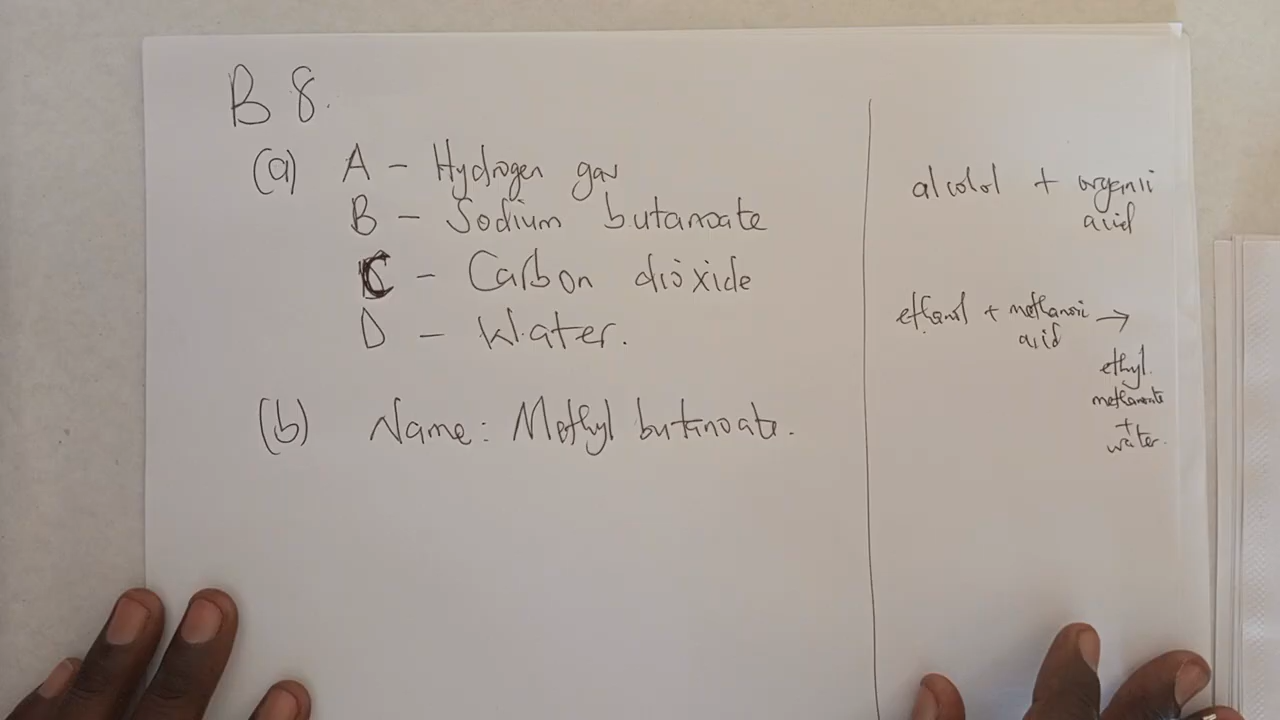 B 8.
(a) A - Hydrogen gas
B - Sodium butanoate
C - Carbon dioxide
D - Water.
(b) Name: Methyl butanoate.
alcolol + organic
acid
ethanol + methanoic →
acid
ethyl
methanoate
+
water.